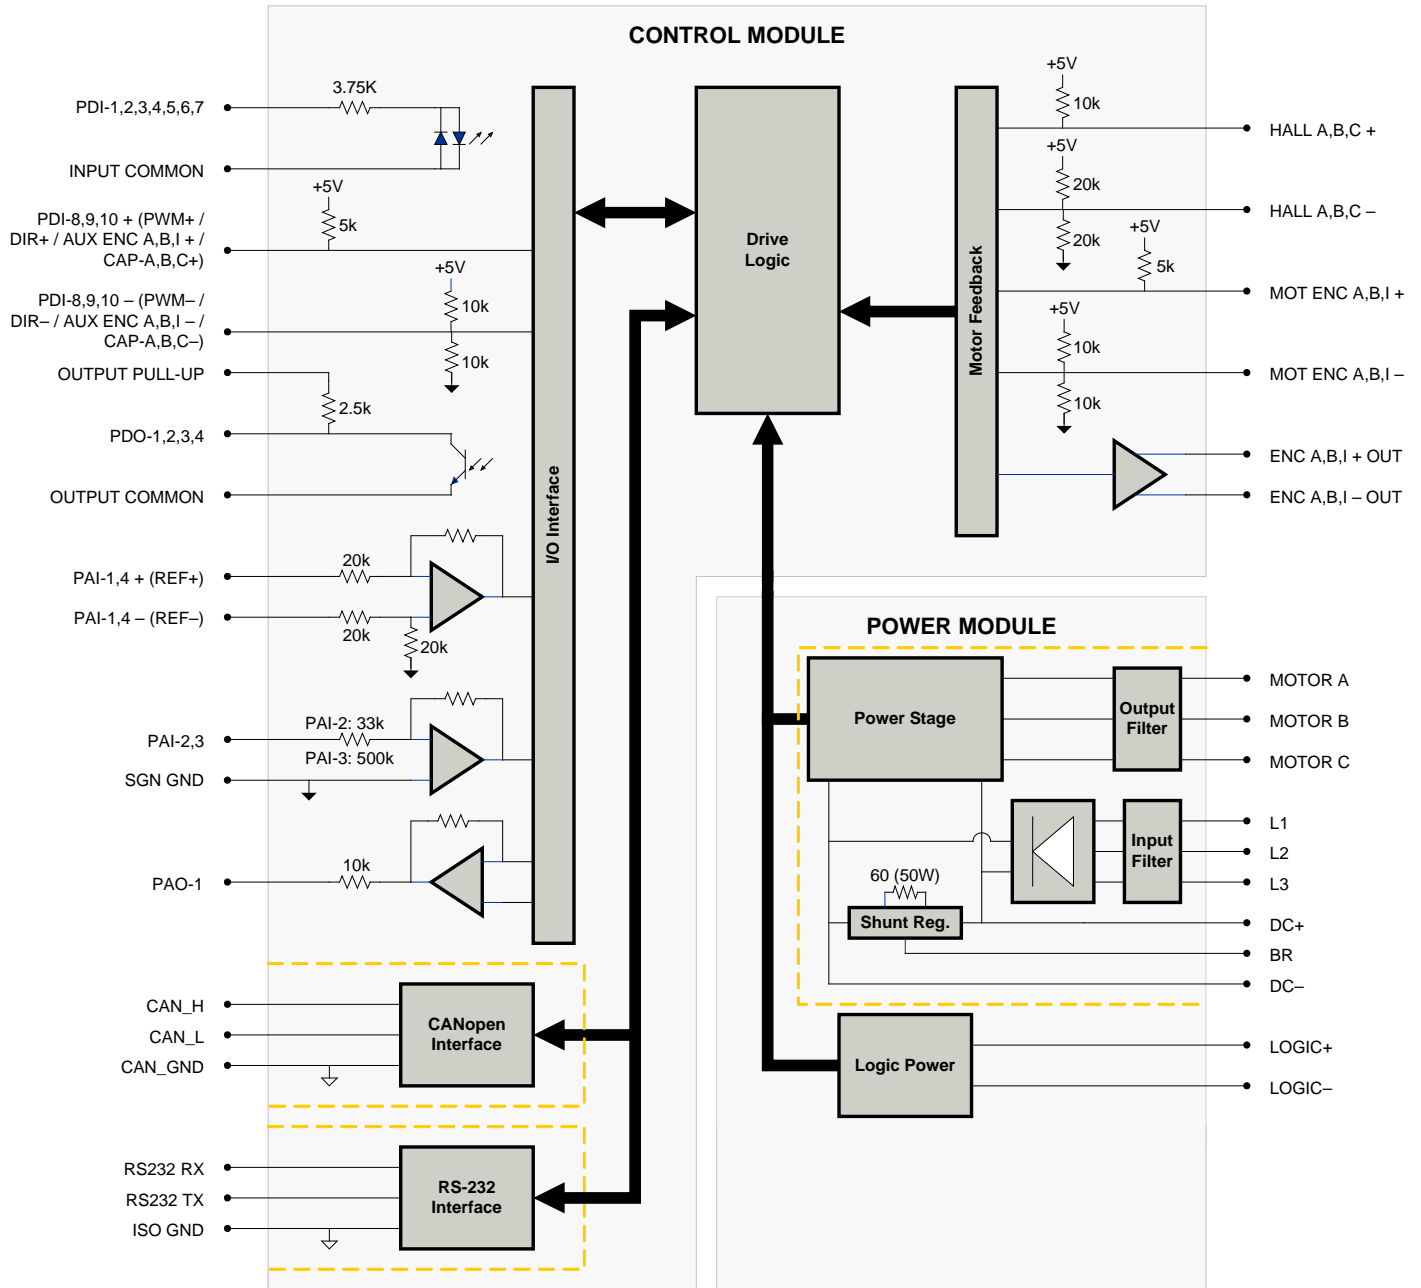 CONTROL MODULE
PDI-1,2,3,4,5,6,7
3.75K
INPUT COMMON
+5V
5k
PDI-8,9,10 + (PWM+ /
DIR+ / AUX ENC A,B,I + /
CAP-A,B,C+)
+5V
10k
10k
PDI-8,9,10 – (PWM– /
DIR– / AUX ENC A,B,I – /
CAP-A,B,C–)
OUTPUT PULL-UP
2.5k
PDO-1,2,3,4
OUTPUT COMMON
PAI-1,4 + (REF+)
20k
PAI-1,4 – (REF–)
20k
20k
PAI-2,3
PAI-2: 33k
PAI-3: 500k
SGN GND
PAO-1
10k
I/O Interface
Drive
Logic
Motor Feedback
+5V
10k
HALL A,B,C +
+5V
20k
20k
HALL A,B,C –
+5V
5k
MOT ENC A,B,I +
+5V
10k
10k
MOT ENC A,B,I –
ENC A,B,I + OUT
ENC A,B,I – OUT
CAN_H
CAN_L
CAN_GND
CANopen
Interface
RS232 RX
RS232 TX
ISO GND
RS-232
Interface
POWER MODULE
Power Stage
Output
Filter
MOTOR A
MOTOR B
MOTOR C
Input
Filter
L1
L2
L3
60 (50W)
Shunt Reg.
DC+
BR
DC–
Logic Power
LOGIC+
LOGIC–